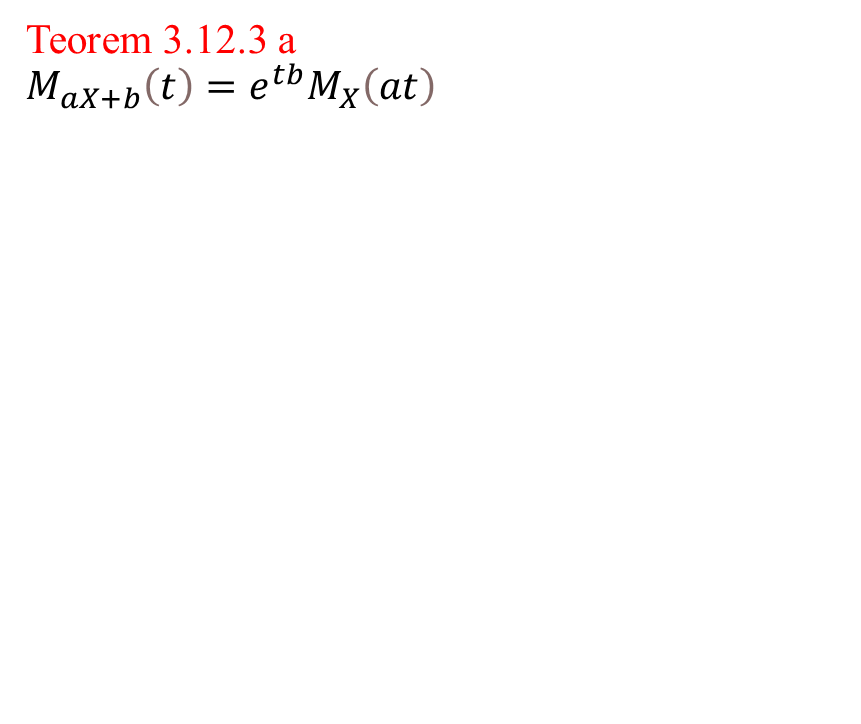 Teorem 3.12.3 a
$M_{aX+b}(t) = e^{tb} M_X(at)$